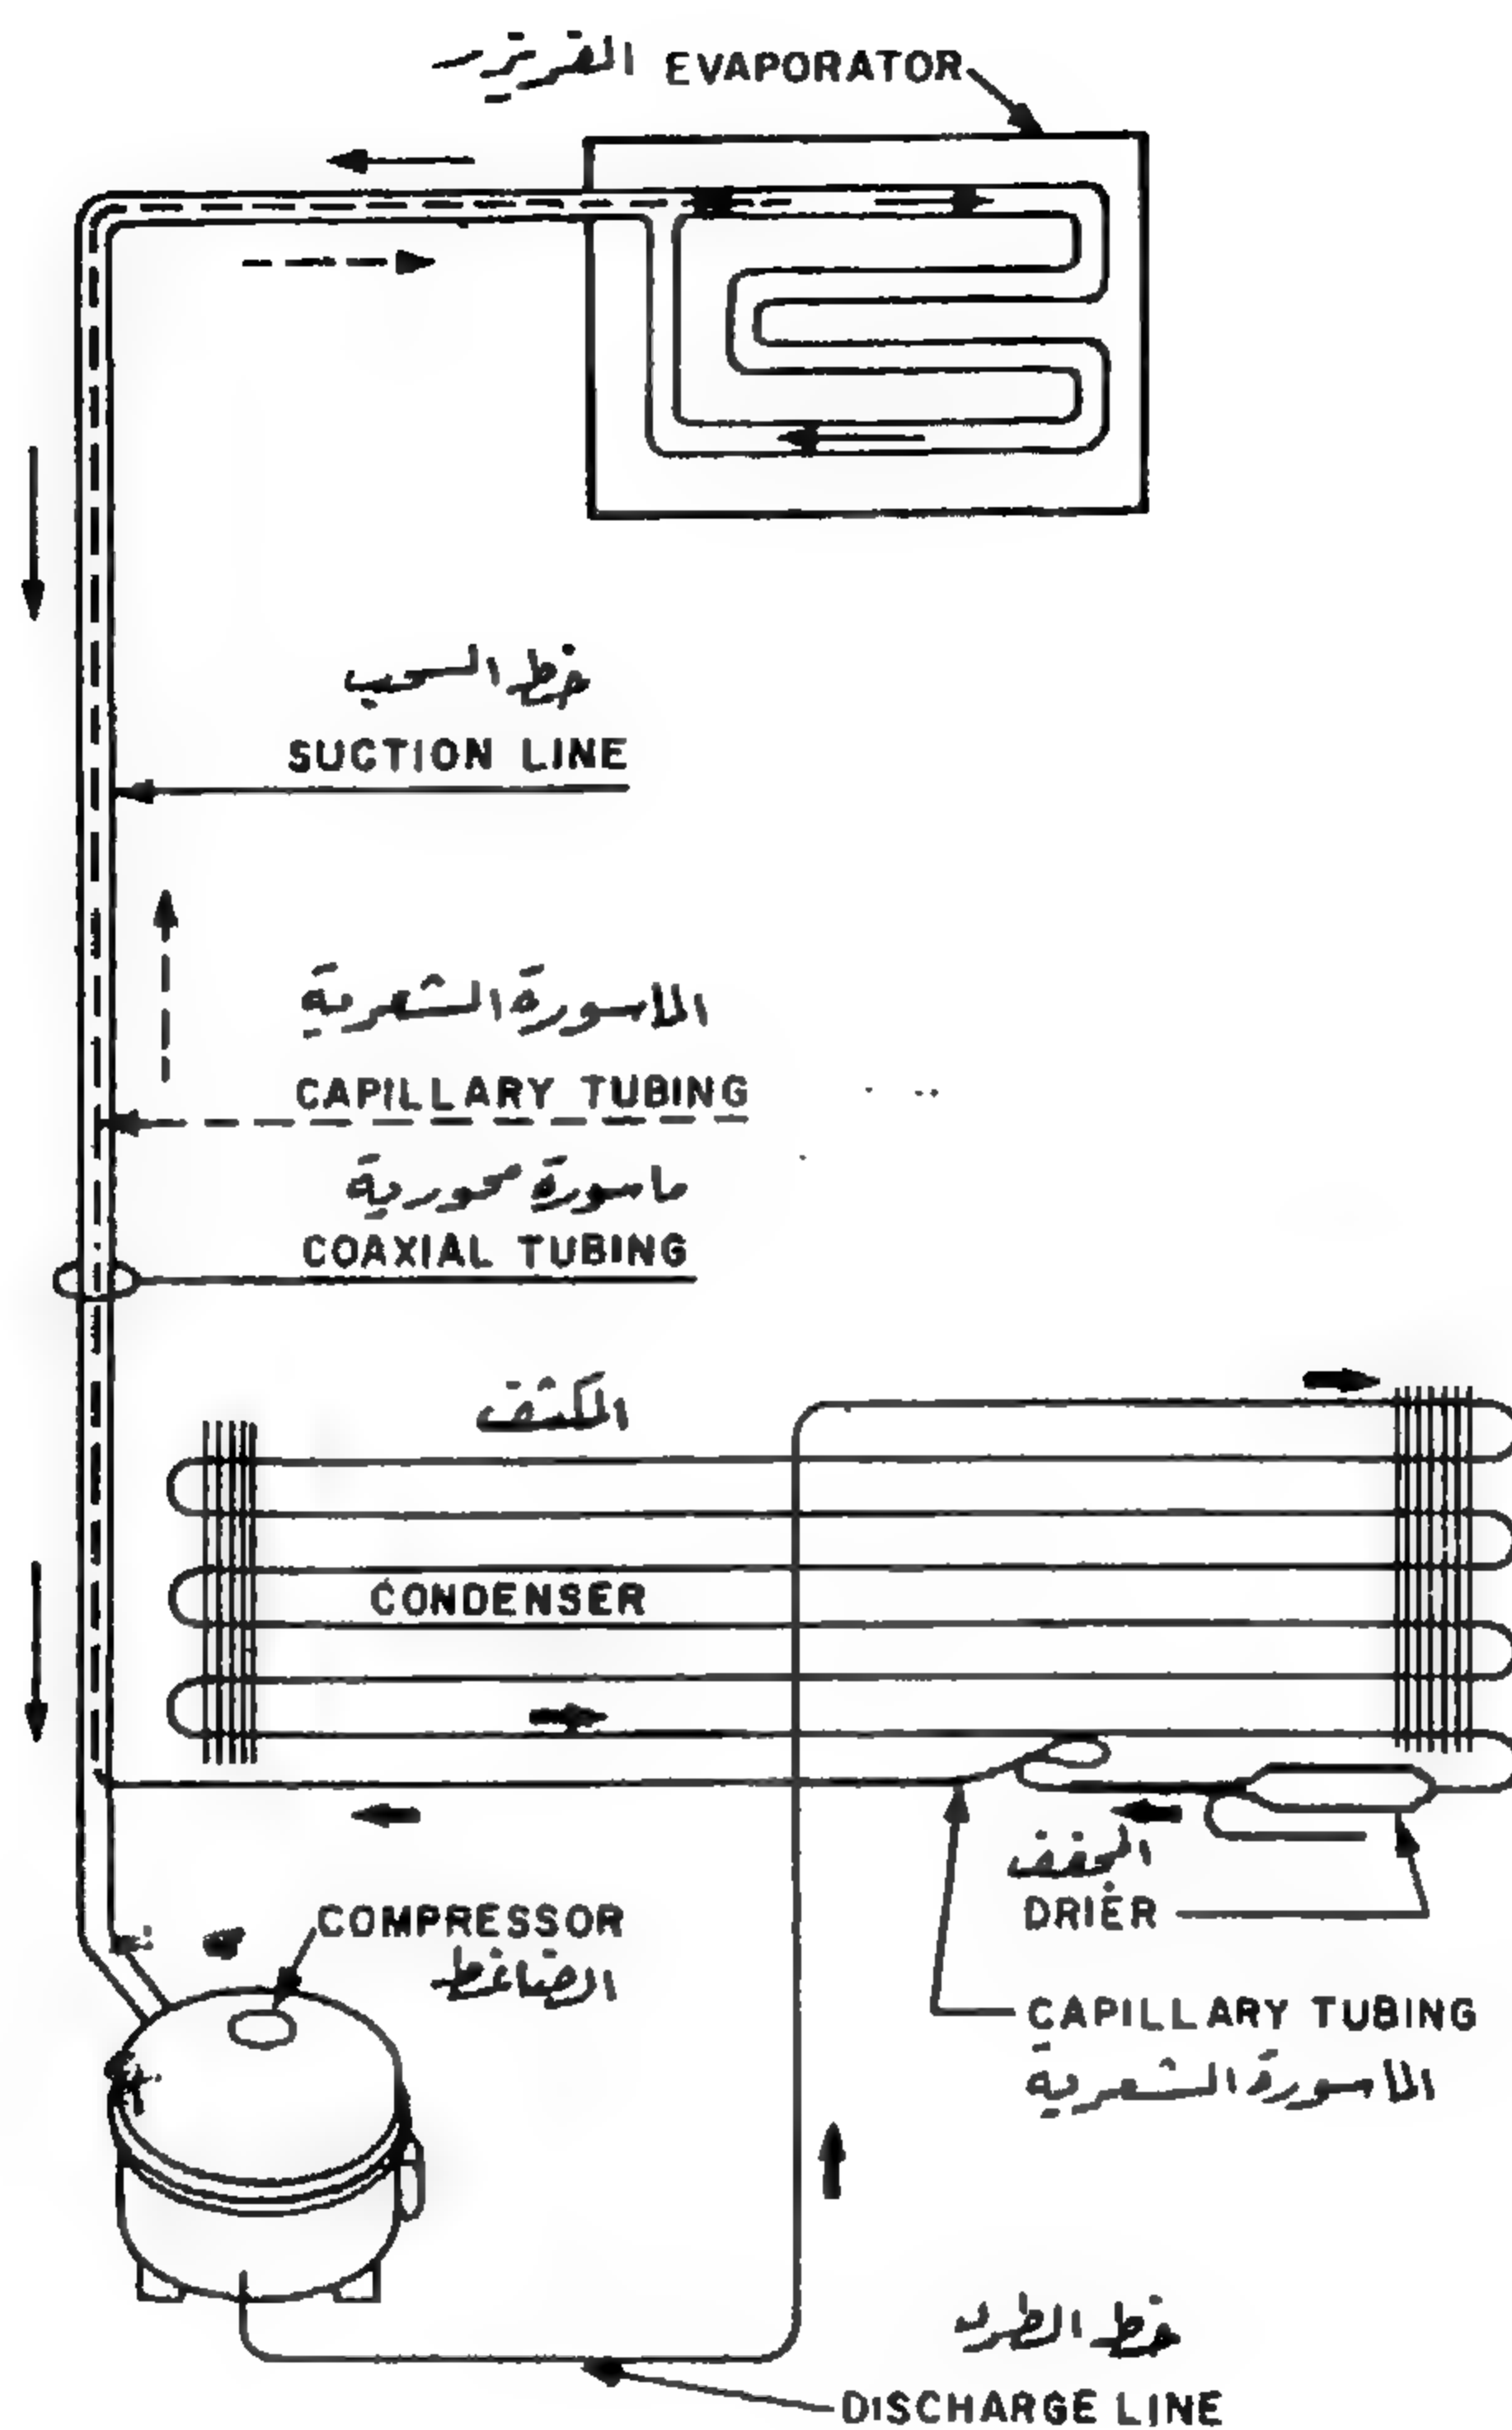 الفريزر EVAPORATOR
خط السحب
SUCTION LINE
الماسورة الشعرية
CAPILLARY TUBING
ماسورة محورية
COAXIAL TUBING
المكثف
CONDENSER
المجفف
DRIER
COMPRESSOR
الضاغط
CAPILLARY TUBING
الماسورة الشعرية
خط الطرد
DISCHARGE LINE